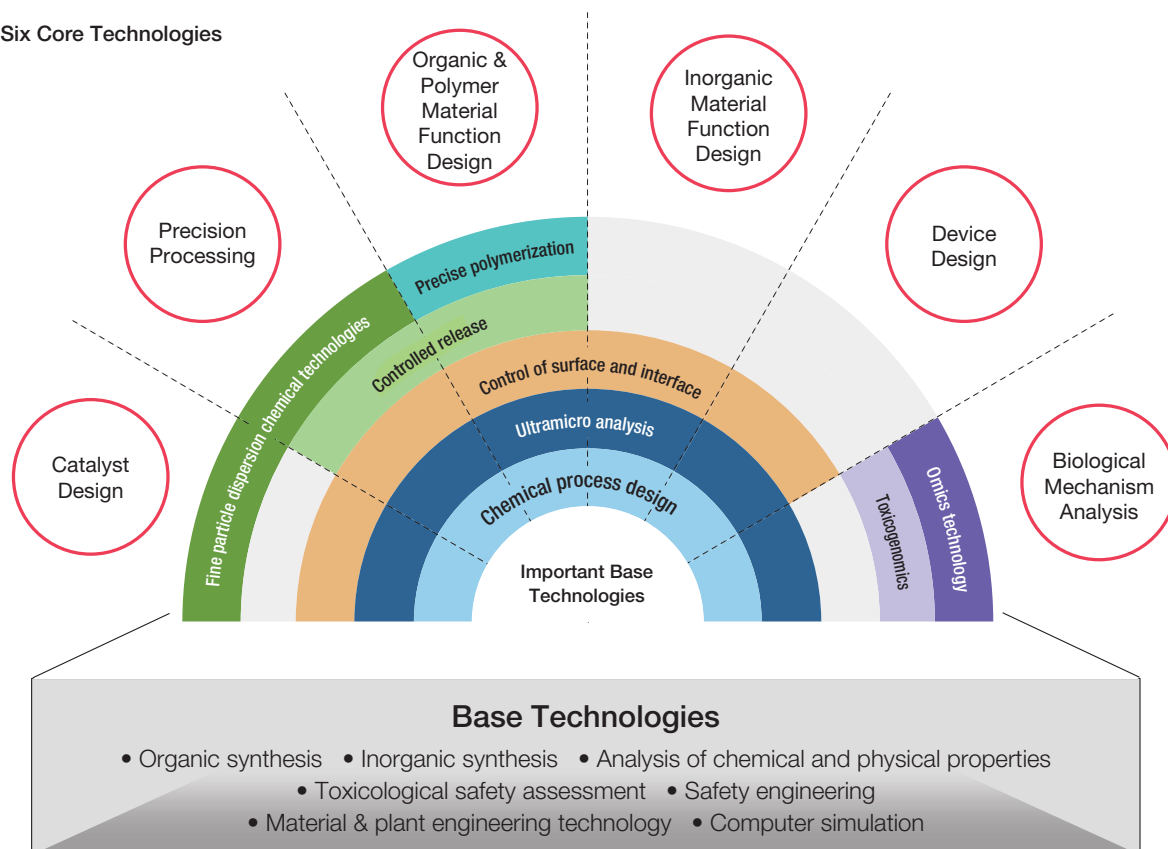 Six Core Technologies
Organic &
Polymer
Material
Function
Design
Inorganic
Material
Function
Design
Precision
Processing
Device
Design
Catalyst
Design
Biological
Mechanism
Analysis
Precise polymerization
Fine particle dispersion chemical technologies
Controlled release
Control of surface and interface
Ultramicro analysis
Chemical process design
Toxicogenomics
Omics technology
Important Base
Technologies
Base Technologies
• Organic synthesis • Inorganic synthesis • Analysis of chemical and physical properties
• Toxicological safety assessment • Safety engineering
• Material & plant engineering technology • Computer simulation